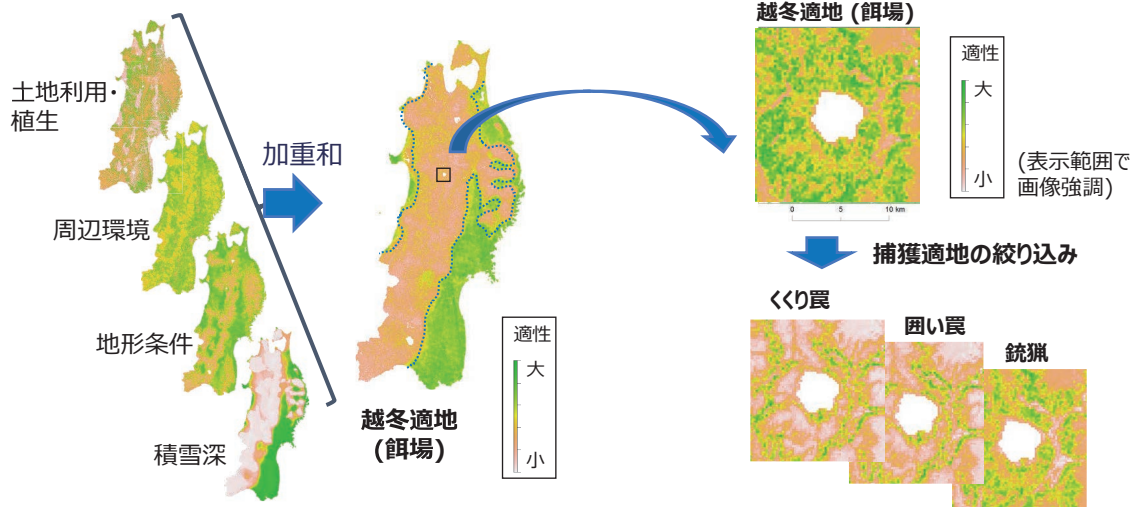 土地利用・
植生
周辺環境
地形条件
積雪深
加重和
越冬適地
(餌場)
適性
大
小
越冬適地 (餌場)
適性
大
小
(表示範囲で
画像強調)
0 5 10 km
捕獲適地の絞り込み
くくり罠
囲い罠
銃猟